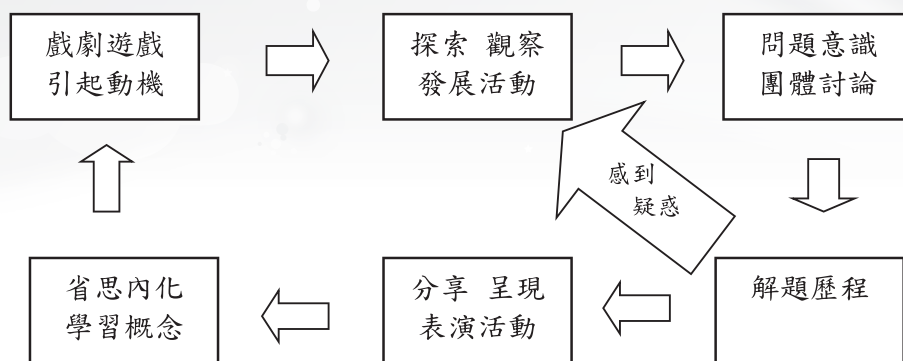 戲劇遊戲
引起動機
探索 觀察
發展活動
問題意識
團體討論
感到
疑惑
解題歷程
分享 呈現
表演活動
省思內化
學習概念